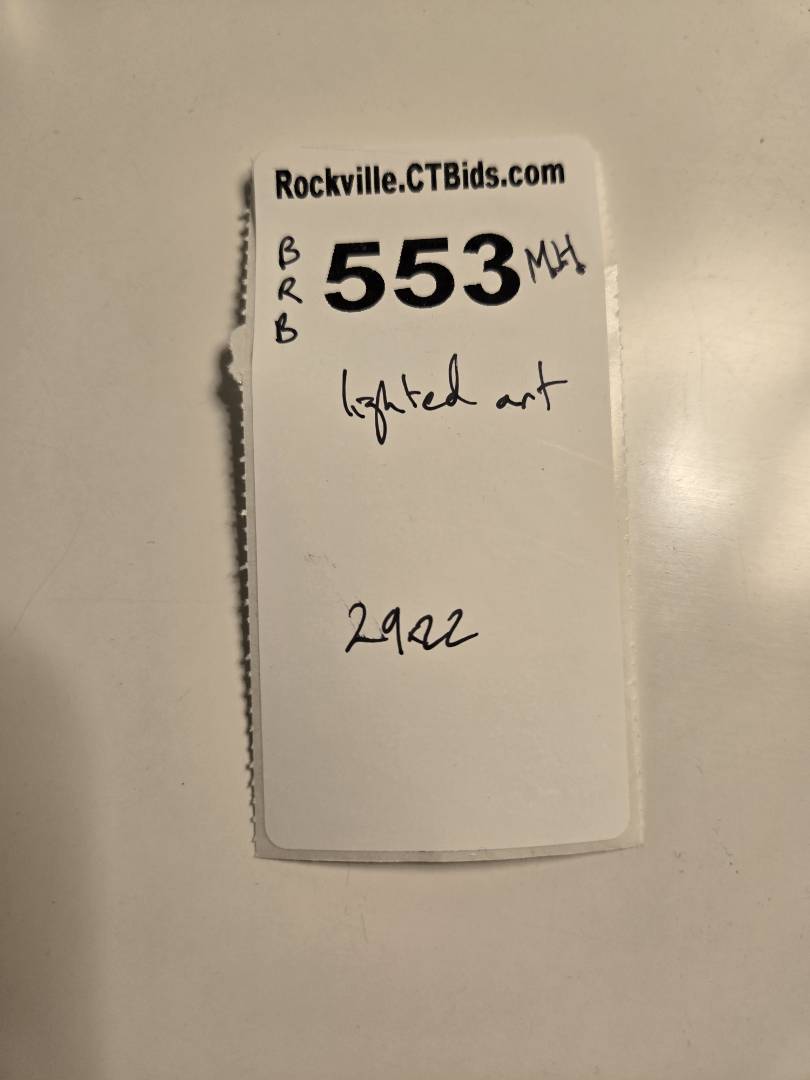 Rockville.CTBids.com
B
R
B
553 MH
lighted art
2922